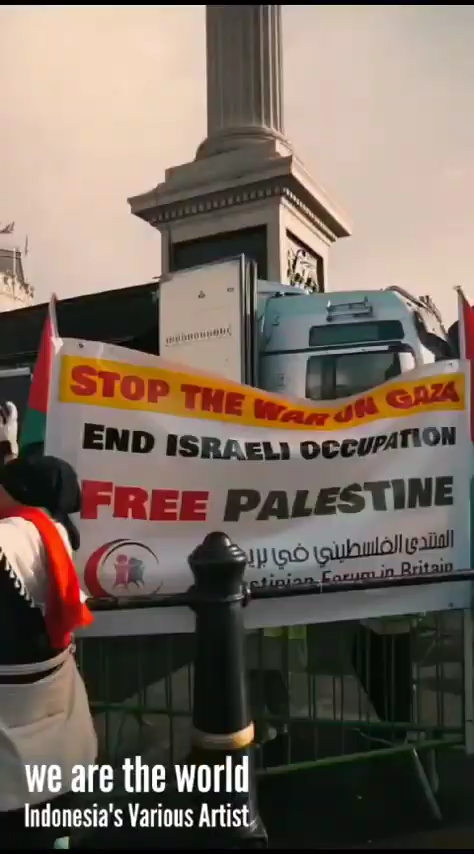 STOP THE WAR ON GAZA
END ISRAELI OCCUPATION
FREE PALESTINE
المنتدى الفلسطيني في
Forum in Britain
we are the world
Indonesia's Various Artist